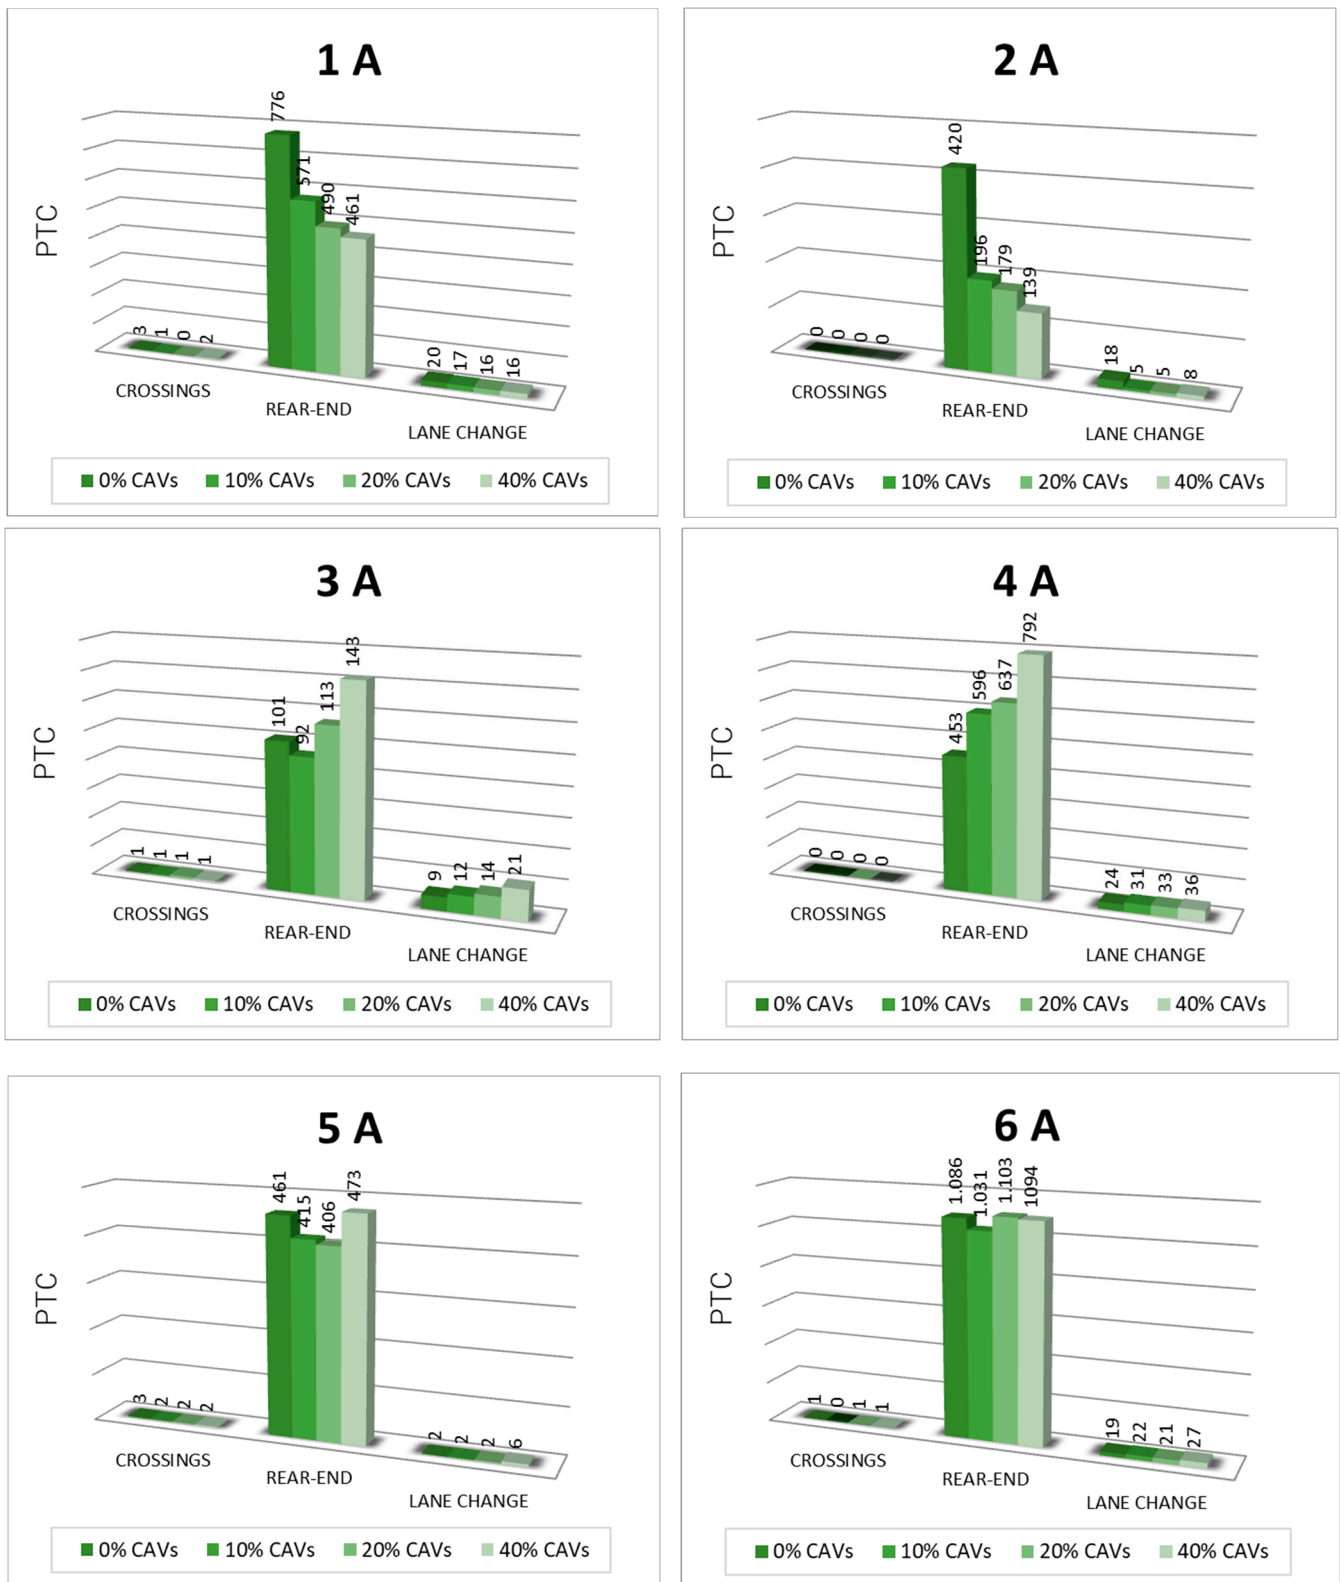 1 A
PTC
776
571
490
461
3
1
0
2
20
17
16
16
CROSSINGS
REAR-END
LANE CHANGE
0% CAVs 10% CAVs 20% CAVs 40% CAVs
2 A
PTC
420
196
179
139
0
0
0
0
18
5
5
8
CROSSINGS
REAR-END
LANE CHANGE
0% CAVs 10% CAVs 20% CAVs 40% CAVs
3 A
PTC
101
92
113
143
1
1
1
1
9
12
14
21
CROSSINGS
REAR-END
LANE CHANGE
0% CAVs 10% CAVs 20% CAVs 40% CAVs
4 A
PTC
453
596
637
792
0
0
0
0
24
31
33
36
CROSSINGS
REAR-END
LANE CHANGE
0% CAVs 10% CAVs 20% CAVs 40% CAVs
5 A
PTC
461
415
406
473
3
2
2
2
2
2
2
6
CROSSINGS
REAR-END
LANE CHANGE
0% CAVs 10% CAVs 20% CAVs 40% CAVs
6 A
PTC
1.086
1.031
1.103
1094
1
0
1
1
19
22
21
27
CROSSINGS
REAR-END
LANE CHANGE
0% CAVs 10% CAVs 20% CAVs 40% CAVs